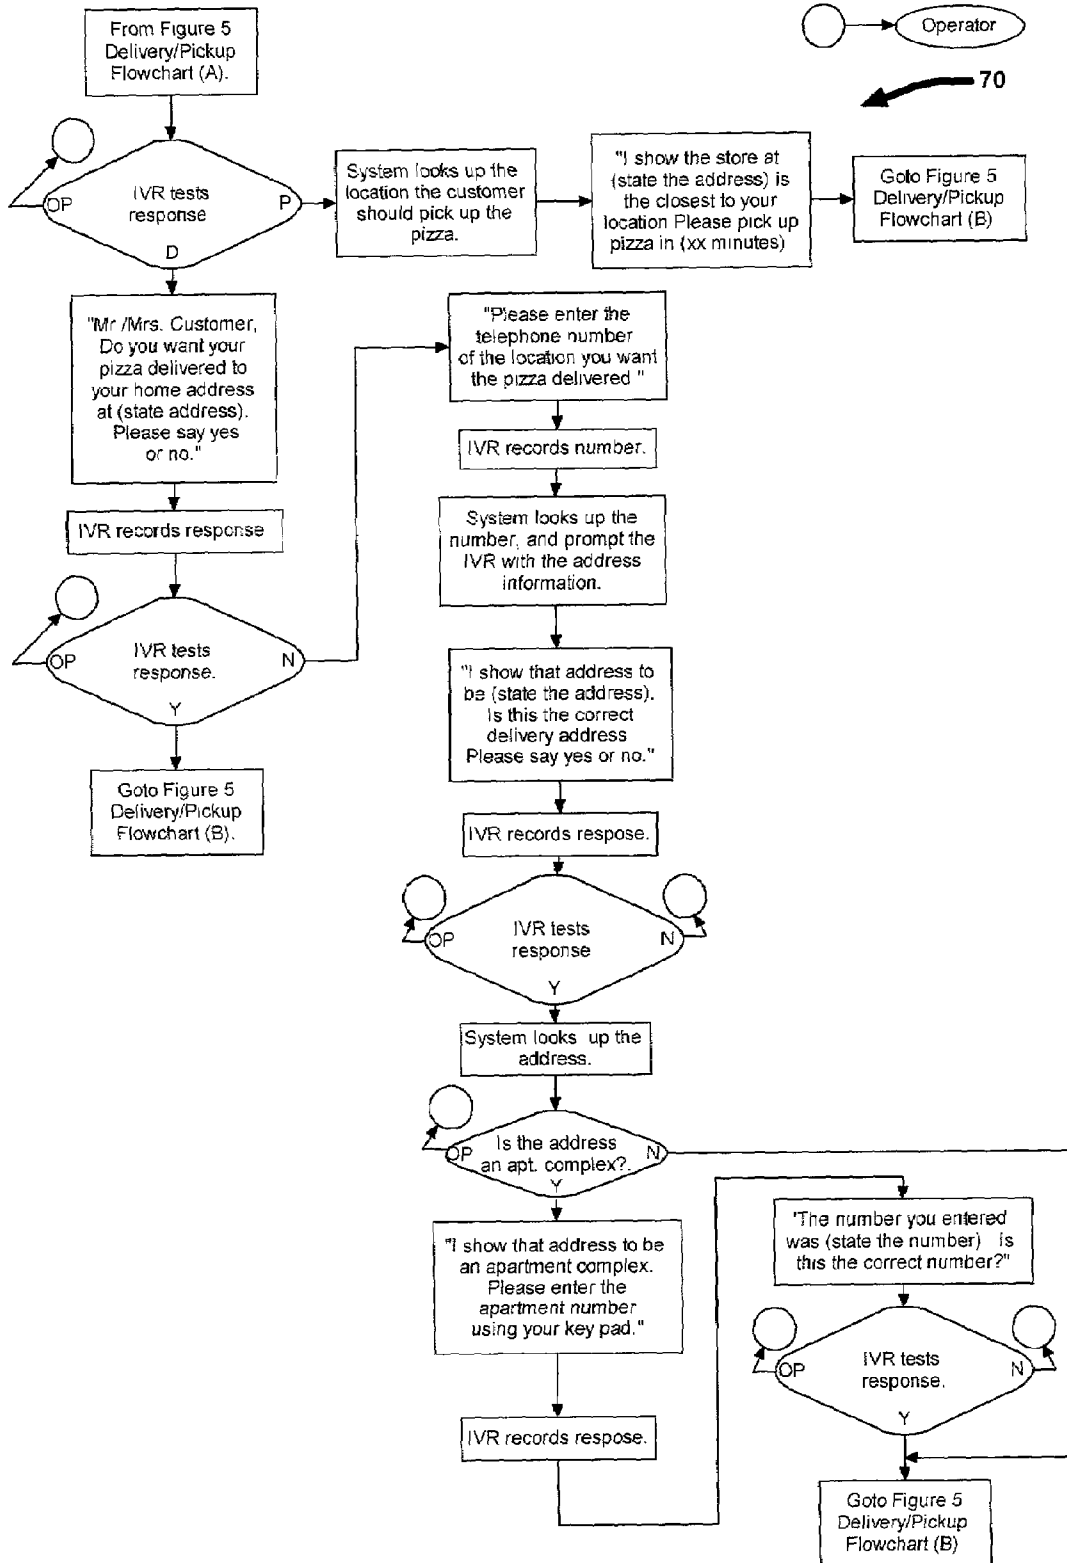 From Figure 5
Delivery/Pickup
Flowchart (A).
Operator
70
IVR tests
response
OP
P
D
System looks up the
location the customer
should pick up the
pizza.
"I show the store at
(state the address) is
the closest to your
location Please pick up
pizza in (xx minutes)
Goto Figure 5
Delivery/Pickup
Flowchart (B)
"Mr /Mrs. Customer,
Do you want your
pizza delivered to
your home address
at (state address).
Please say yes
or no."
IVR records response
IVR tests
response.
OP
N
Y
Goto Figure 5
Delivery/Pickup
Flowchart (B).
"Please enter the
telephone number
of the location you want
the pizza delivered "
IVR records number.
System looks up the
number, and prompt the
IVR with the address
information.
"I show that address to
be (state the address).
Is this the correct
delivery address
Please say yes or no."
IVR records respose.
IVR tests
response
OP
N
Y
System looks up the
address.
Is the address
an apt. complex?.
OP
N
Y
"I show that address to be
an apartment complex.
Please enter the
apartment number
using your key pad."
IVR records respose.
'The number you entered
was (state the number) is
this the correct number?"
IVR tests
response.
OP
N
Y
Goto Figure 5
Delivery/Pickup
Flowchart (B)